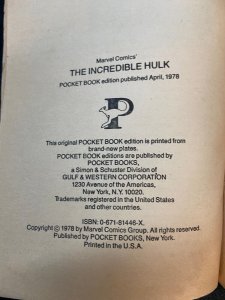 Marvel Comics'
THE INCREDIBLE HULK
POCKET BOOK edition published April, 1978
P
This original POCKET BOOK edition is printed from
brand-new plates.
POCKET BOOK editions are published by
POCKET BOOKS,
a Simon & Schuster Division of
GULF & WESTERN CORPORATION
1230 Avenue of the Americas,
New York, N.Y. 10020.
Trademarks registered in the United States
and other countries.
ISBN: 0-671-81446-X.
Copyright © 1978 by Marvel Comics Group. All rights reserved.
Published by POCKET BOOKS, New York.
Printed in the U.S.A.